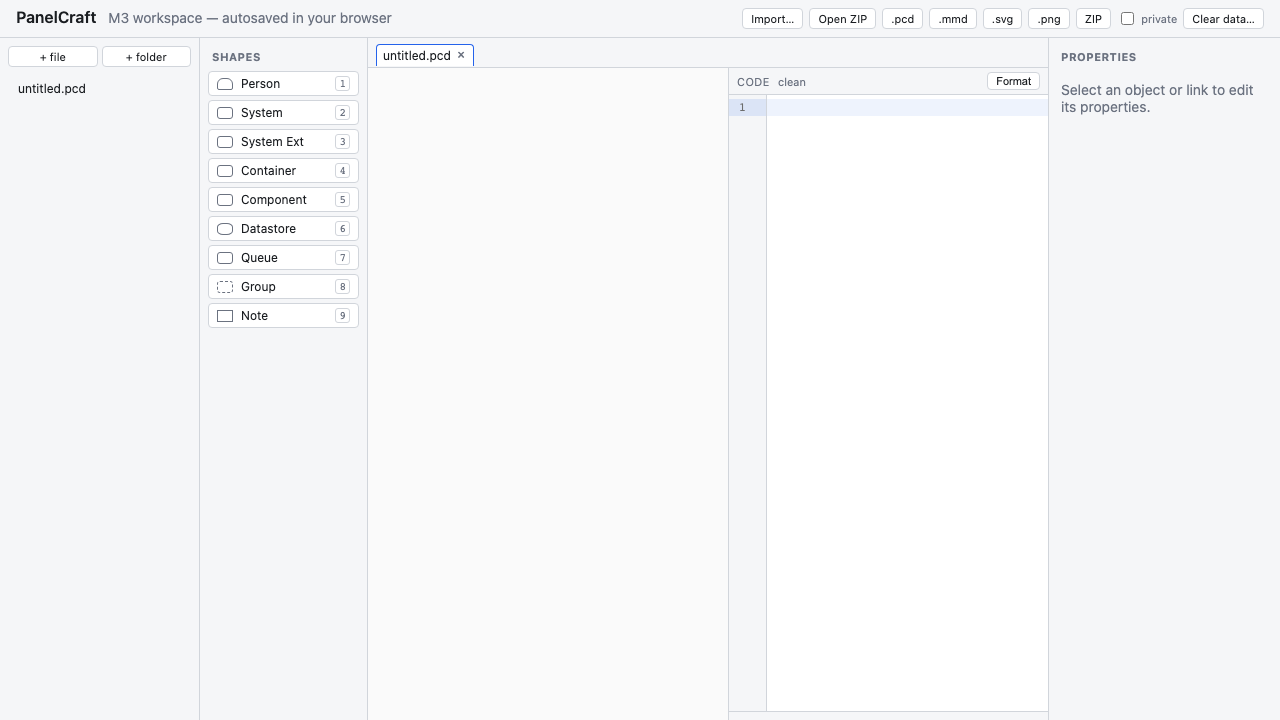 PanelCraft M3 workspace — autosaved in your browser Import... Open ZIP .pcd .mmd .svg .png ZIP private Clear data...
+ file + folder
untitled.pcd
SHAPES
Person 1
System 2
System Ext 3
Container 4
Component 5
Datastore 6
Queue 7
Group 8
Note 9
untitled.pcd ×
CODE clean Format
1
PROPERTIES
Select an object or link to edit
its properties.